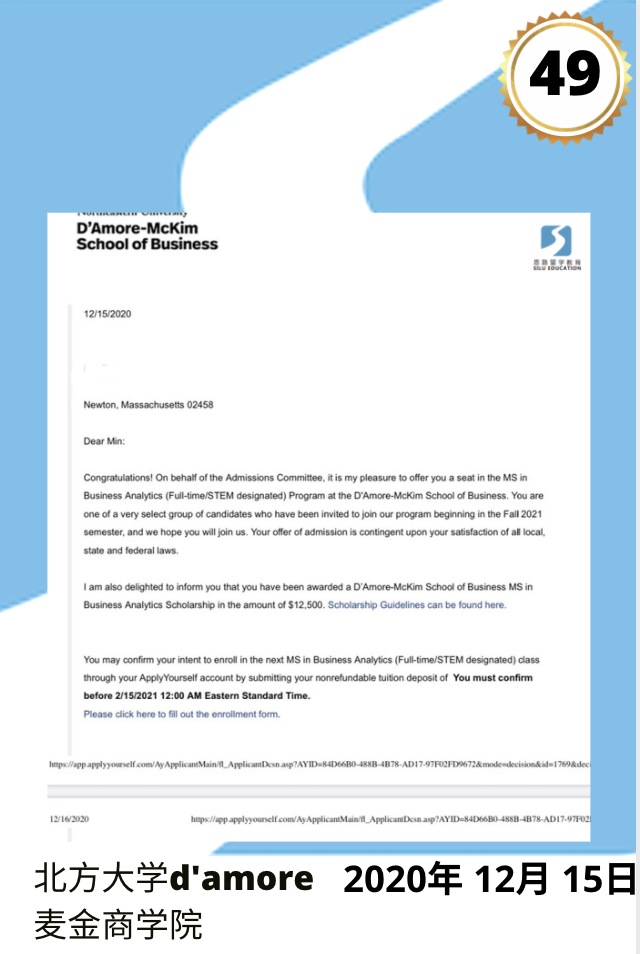 49
Northeastern University
D'Amore-McKim
School of Business
思路留学教育
SILU EDUCATION
12/15/2020
Newton, Massachusetts 02458
Dear Min:
Congratulations! On behalf of the Admissions Committee, it is my pleasure to offer you a seat in the MS in
Business Analytics (Full-time/STEM designated) Program at the D'Amore-McKim School of Business. You are
one of a very select group of candidates who have been invited to join our program beginning in the Fall 2021
semester, and we hope you will join us. Your offer of admission is contingent upon your satisfaction of all local,
state and federal laws.
I am also delighted to inform you that you have been awarded a D'Amore-McKim School of Business MS in
Business Analytics Scholarship in the amount of $12,500. Scholarship Guidelines can be found here.
You may confirm your intent to enroll in the next MS in Business Analytics (Full-time/STEM designated) class
through your ApplyYourself account by submitting your nonrefundable tuition deposit of You must confirm
before 2/15/2021 12:00 AM Eastern Standard Time.
Please click here to fill out the enrollment form.
https://app.applyyourself.com/AyApplicantMain/fl_ApplicantDcsn.asp?AYID=84D66B0-488B-4B78-AD17-97F02FD9672&mode=decision&id=1769&deci
12/16/2020 https://app.applyyourself.com/AyApplicantMain/fl_ApplicantDcsn.asp?AYID=84D66B0-488B-4B78-AD17-97F02
北方大学d'amore 2020年 12月 15日
麦金商学院